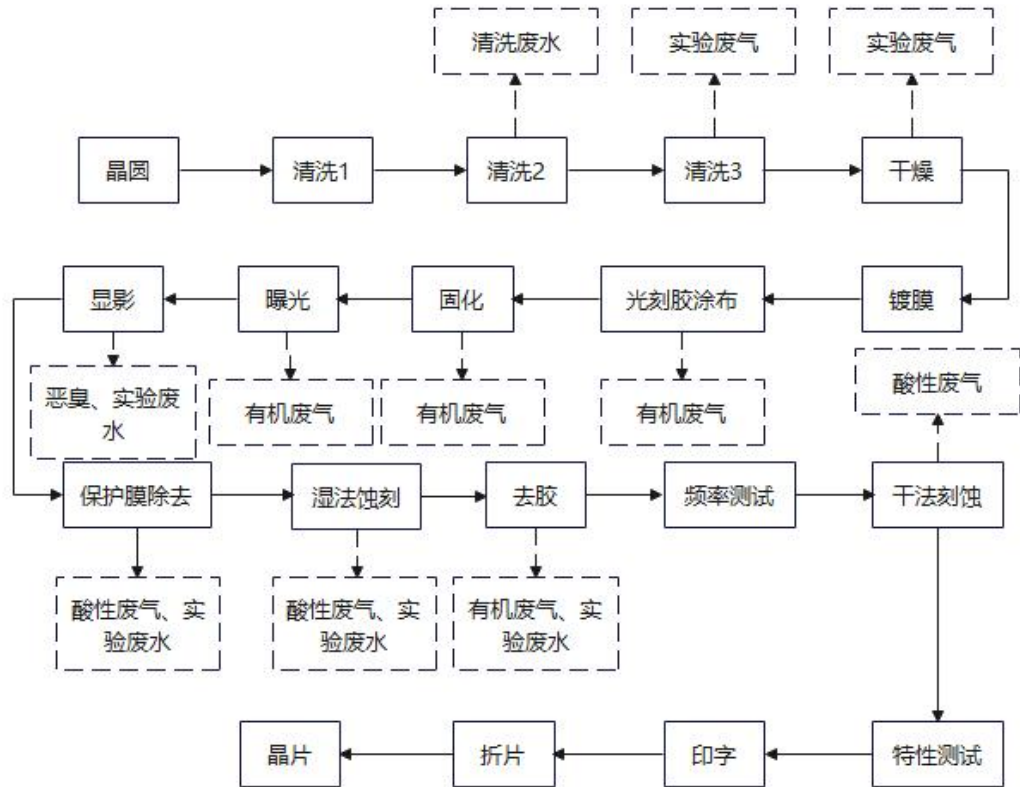 清洗废水
实验废气
实验废气
晶圆
清洗1
清洗2
清洗3
干燥
显影
曝光
固化
光刻胶涂布
镀膜
恶臭、实验废
水
有机废气
有机废气
有机废气
酸性废气
保护膜除去
湿法蚀刻
去胶
频率测试
干法刻蚀
酸性废气、实
验废水
酸性废气、实
验废水
有机废气、实
验废水
晶片
折片
印字
特性测试